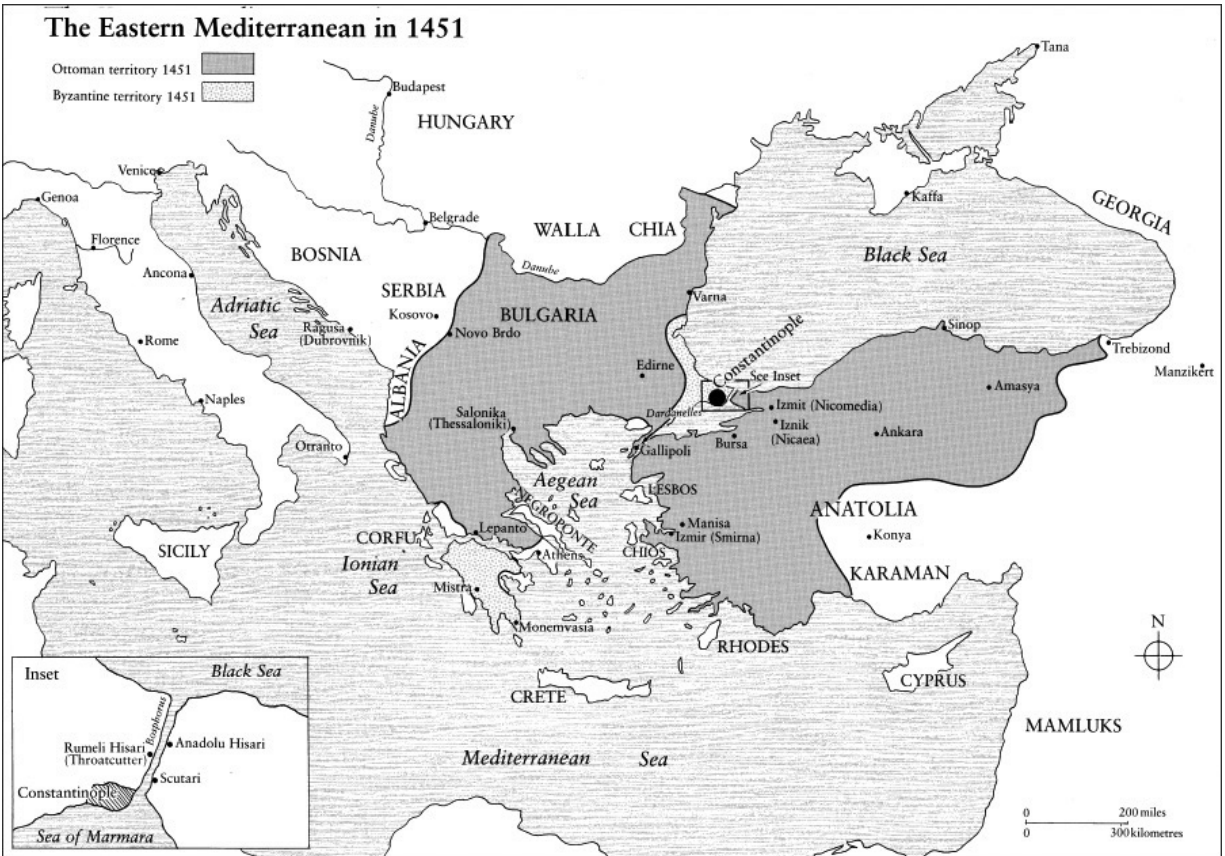 The Eastern Mediterranean in 1451
Ottoman territory 1451
Byzantine territory 1451
Tana
Budapest
Danube
HUNGARY
Venice
Genoa
Kaffa
GEORGIA
Belgrade
WALLA CHIA
Florence
BOSNIA
Black Sea
Ancona
Danube
SERBIA
Adriatic
Sea
Varna
Kosovo
BULGARIA
Ragusa
(Dubrovnik)
Novo Brdo
Sinop
Rome
Trebizond
Manzikert
ALBANIA
Constantinople
Edirne
See Inset
Amasya
Naples
Salonika
(Thessaloniki)
Dardanelles
Izmit (Nicomedia)
Iznik
(Nicaea)
Ankara
Otranto
Gallipoli
Bursa
Aegean
Sea
LESBOS
NEGROPONTE
ANATOLIA
Manisa
Izmir (Smirna)
Lepanto
CORFU
SICILY
Athens
CHIOS
Konya
Ionian
Sea
KARAMAN
Mistra
Monemvasia
RHODES
N
CRETE
CYPRUS
MAMLUKS
Mediterranean Sea
Inset
Black Sea
Bosphorus
Rumeli Hisari
(Throatcutter)
Anadolu Hisari
Scutari
Constantinople
Sea of Marmara
0 200 miles
0 300 kilometres